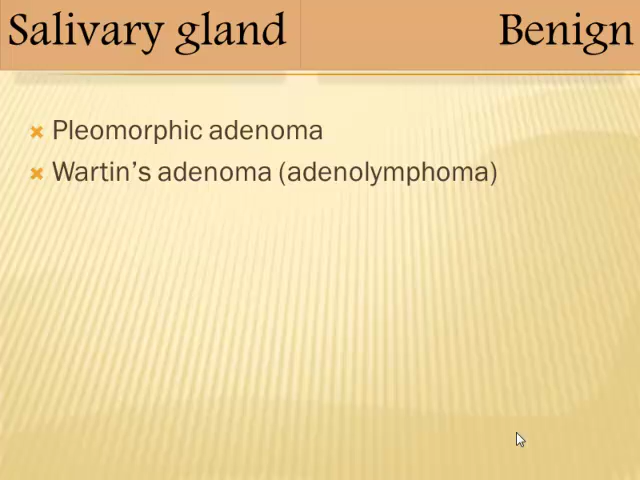 Salivary gland Benign
Pleomorphic adenoma
Wartin's adenoma (adenolymphoma)